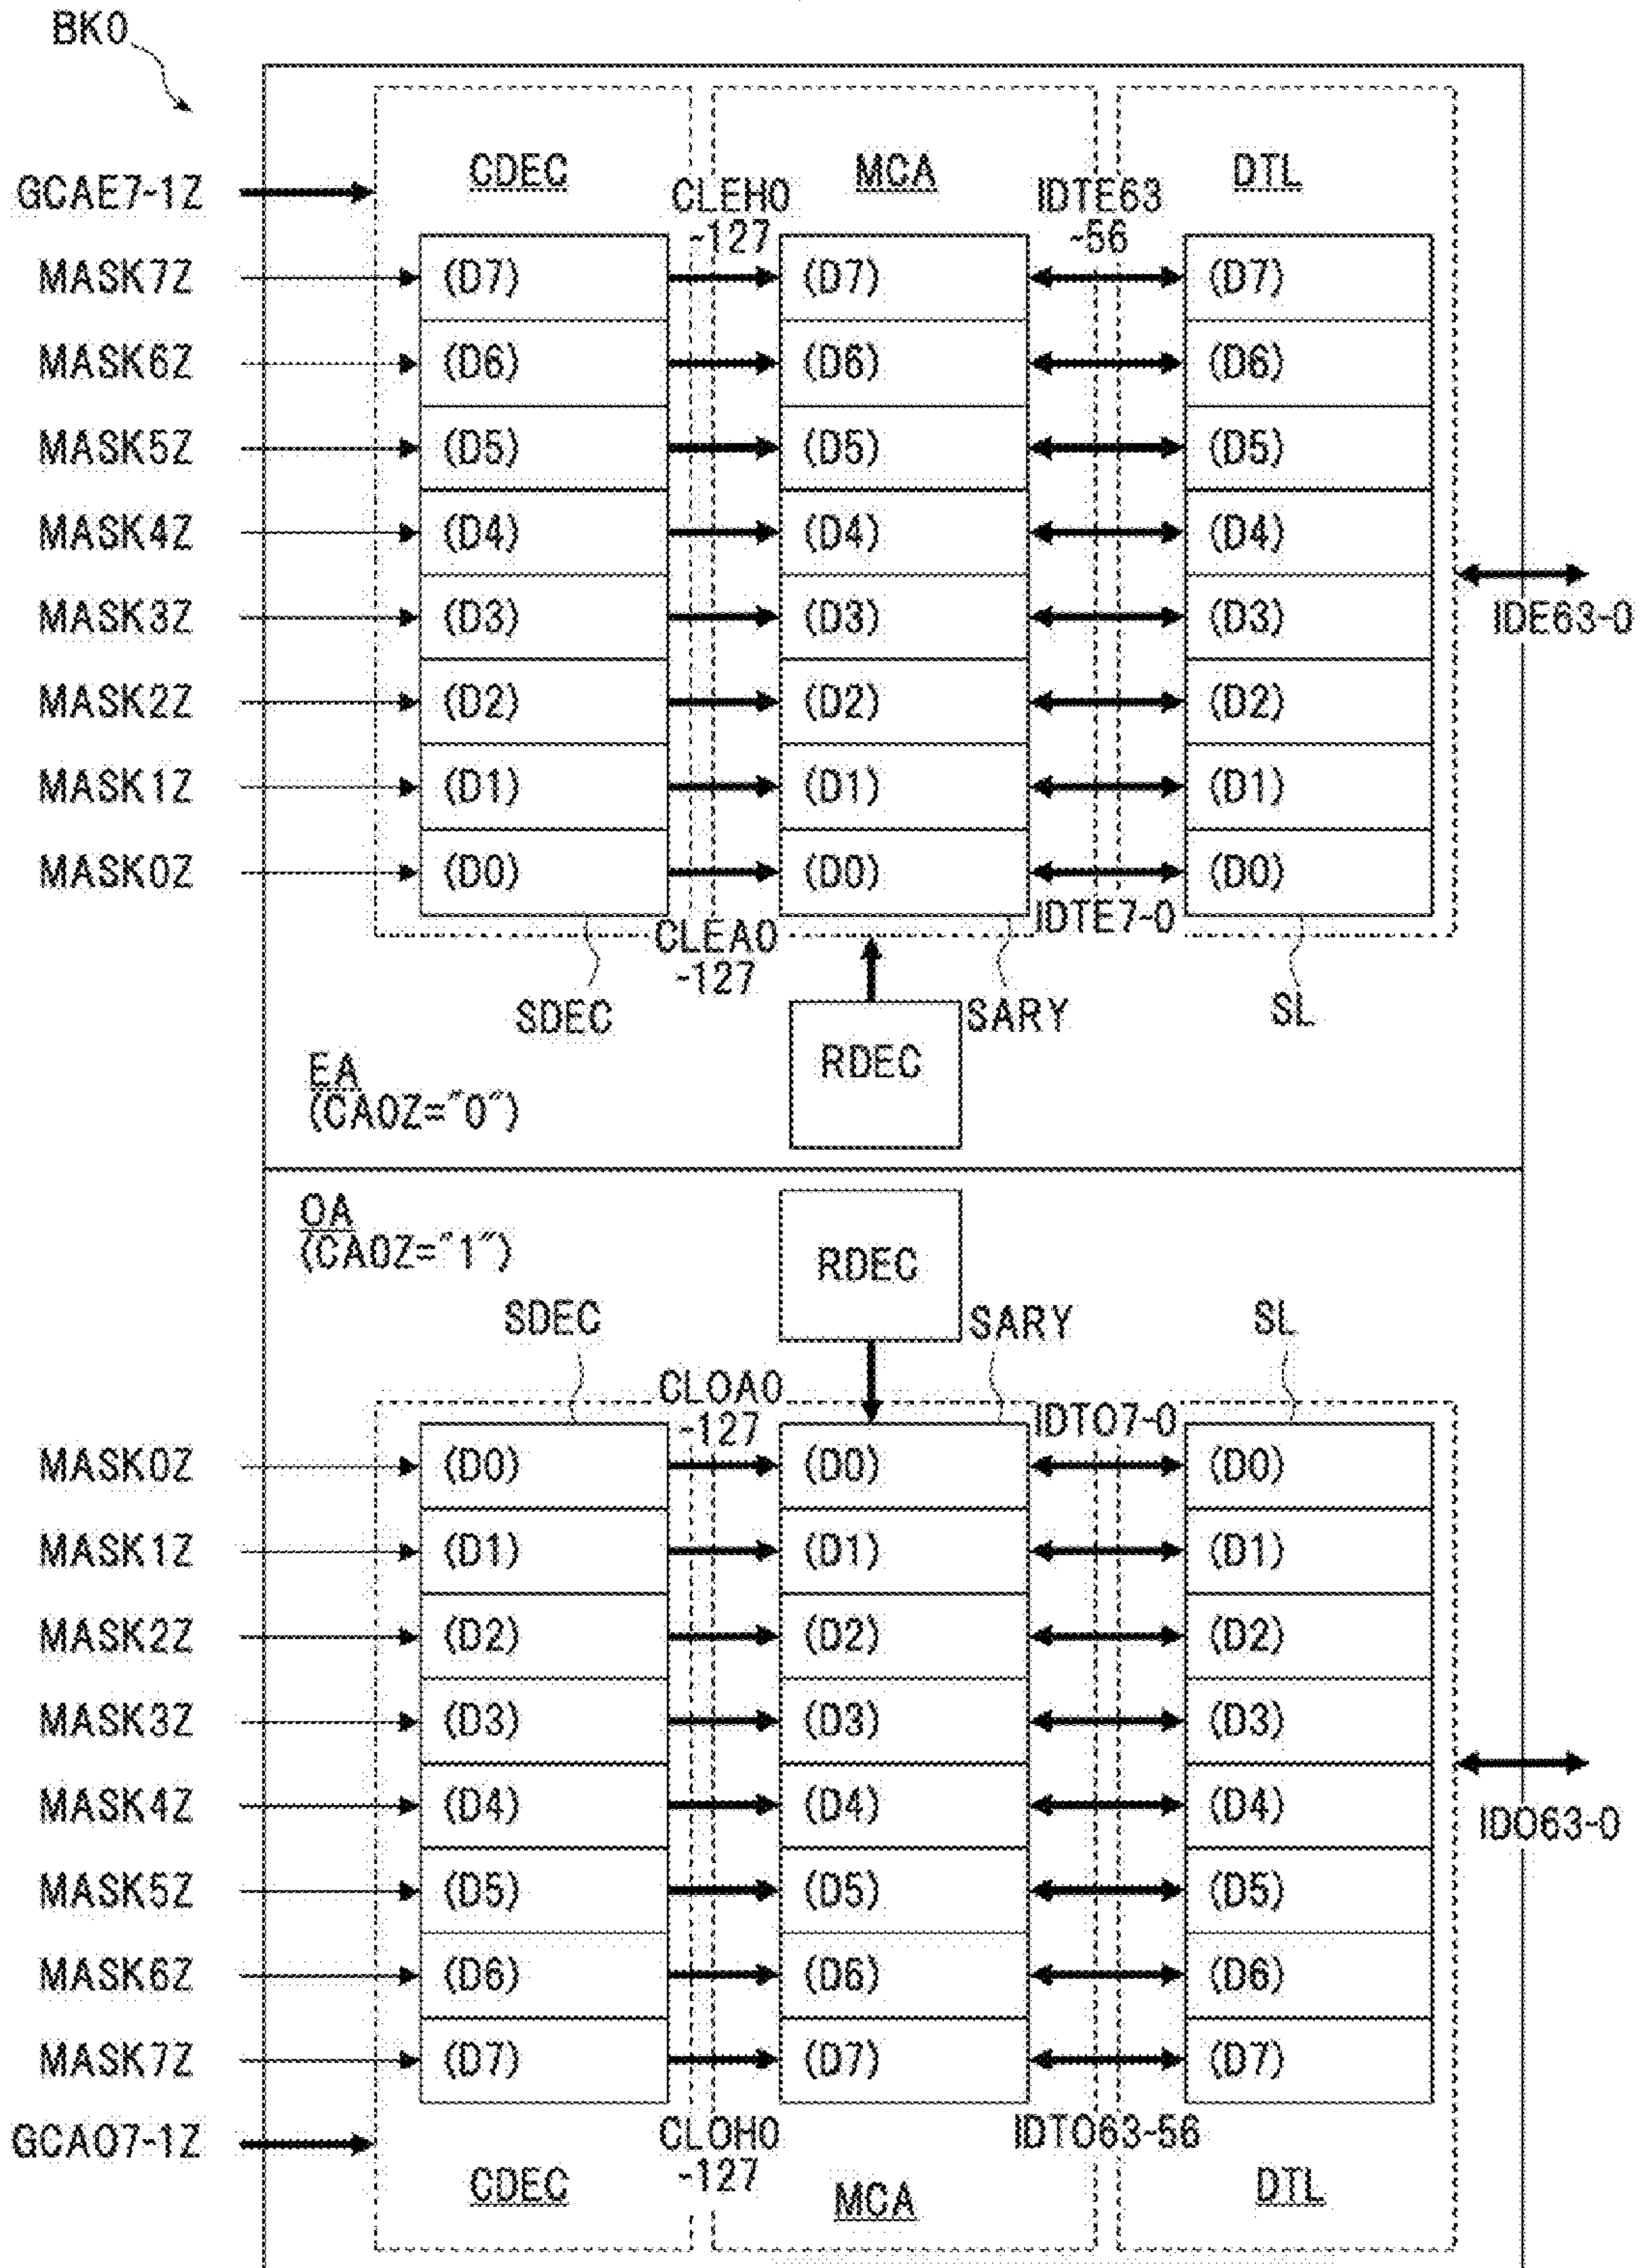 BK0
CDEC MCA DTL
GCAE7-1Z
CLEH0 IDTE63
-127 -56
MASK7Z (D7) (D7) (D7)
MASK6Z (D6) (D6) (D6)
MASK5Z (D5) (D5) (D5)
MASK4Z (D4) (D4) (D4)
MASK3Z (D3) (D3) (D3) IDE63-0
MASK2Z (D2) (D2) (D2)
MASK1Z (D1) (D1) (D1)
MASK0Z (D0) (D0) (D0)
CLEA0 IDTE7-0
-127
SDEC SARY SL
RDEC
EA
(CA0Z="0")
OA
(CA0Z="1")
RDEC
SDEC SARY SL
CLOA0 IDTO7-0
-127
MASK0Z (D0) (D0) (D0)
MASK1Z (D1) (D1) (D1)
MASK2Z (D2) (D2) (D2)
MASK3Z (D3) (D3) (D3)
MASK4Z (D4) (D4) (D4) IDO63-0
MASK5Z (D5) (D5) (D5)
MASK6Z (D6) (D6) (D6)
MASK7Z (D7) (D7) (D7)
GCAO7-1Z CLOH0 IDTO63-56
-127
CDEC MCA DTL